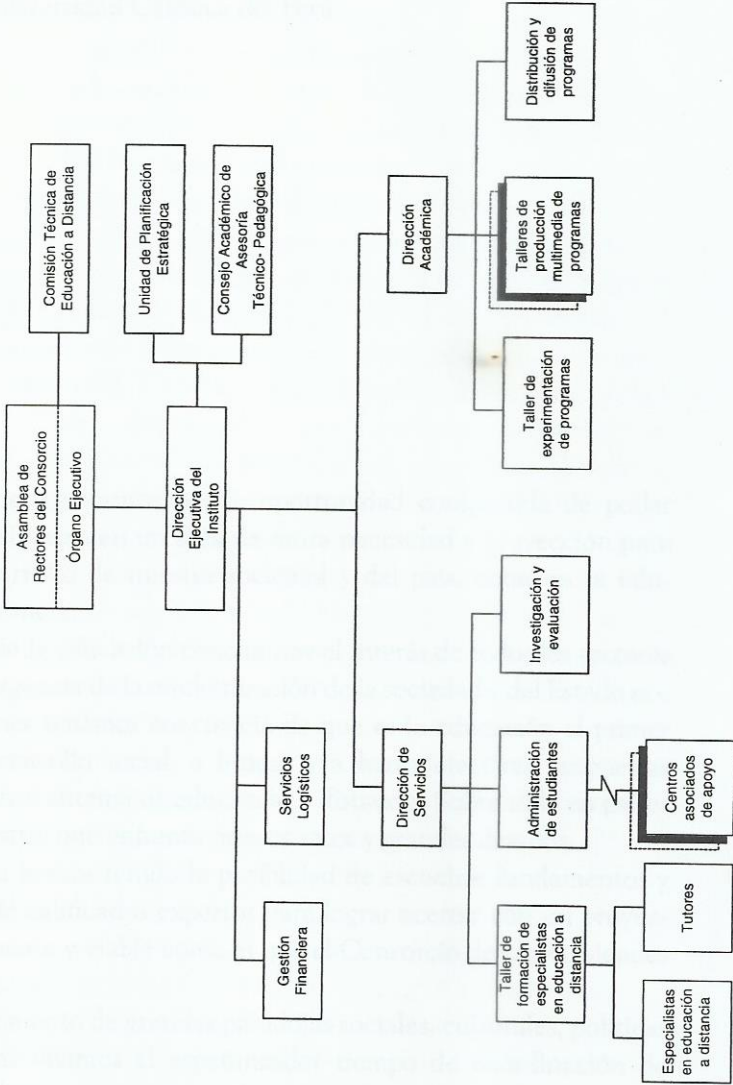 Asamblea de
Rectores del Consorcio
Órgano Ejecutivo
Comisión Técnica de
Educación a Distancia
Dirección
Ejecutiva del
Instituto
Unidad de Planificación
Estratégica
Consejo Académico de
Asesoría
Técnico- Pedagógica
Gestión
Financiera
Servicios
Logísticos
Dirección de
Servicios
Dirección
Académica
Taller de
formación de
especialistas
en educación a
distancia
Administración
de estudiantes
Investigación y
evaluación
Taller de
experimentación
de programas
Talleres de
producción
multimedia de
programas
Distribución y
difusión de
programas
Especialistas
en educación
a distancia
Tutores
Centros
asociados
de apoyo